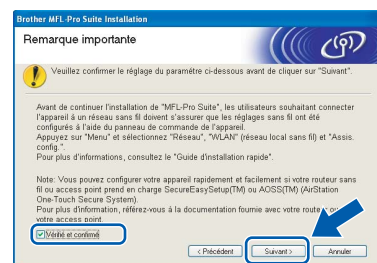 Brother MFL-Pro Suite Installation
Remarque importante
Veuillez confirmer le réglage du paramètre ci-dessous avant de cliquer sur "Suivant".
Avant de continuer l'installation de "MFL-Pro Suite", les utilisateurs souhaitant connecter
l'appareil à un réseau sans fil doivent s'assurer que les réglages sans fil ont été
configurés à l'aide du panneau de commande de l'appareil.
Appuyez sur "Menu" et sélectionnez "Réseau", "WLAN" (réseau local sans fil) et "Assis.
config.".
Pour plus d'informations, consultez le "Guide d'installation rapide".
Note: Vous pouvez configurer votre appareil rapidement et facilement si votre routeur sans
fil ou access point prend en charge SecureEasySetup(TM) ou AOSS(TM) (AirStation
One-Touch Secure System).
Pour plus d'information, référez-vous à la documentation fournie avec votre routeur ou
votre access point.
Vérifié et confirmé
< Précédent
Suivant >
Annuler